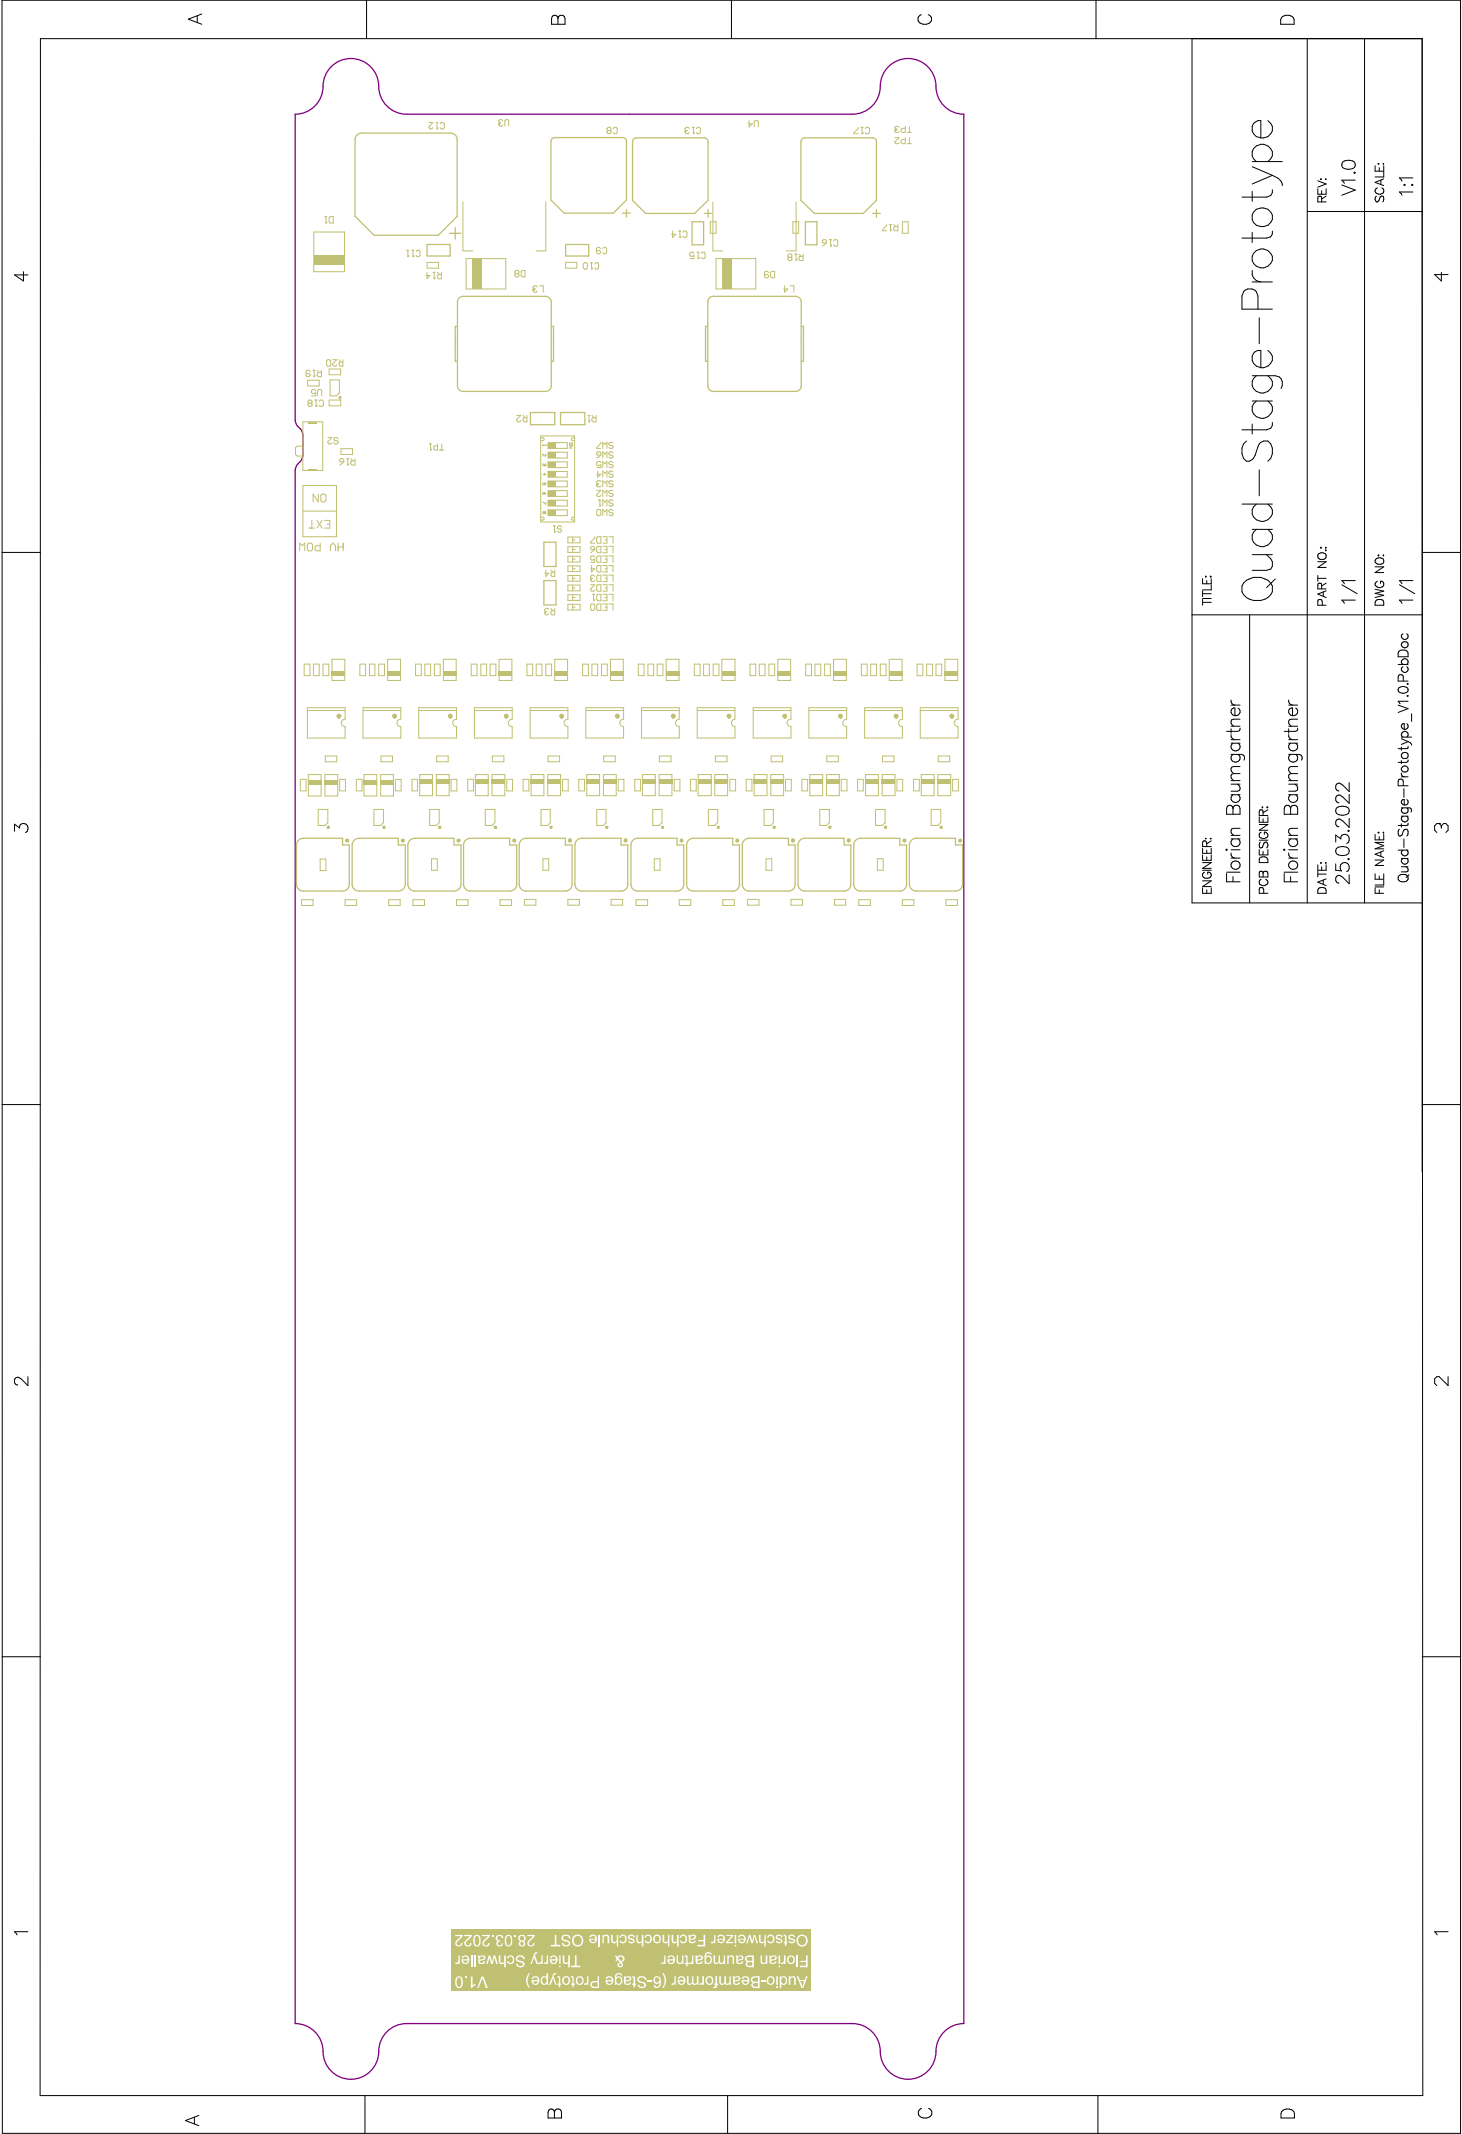 A
B
C
D
4
3
2
1
4
3
2
1
A
B
C
D
TITLE:
Quad-Stage-Prototype
ENGINEER:
Florian Baumgartner
PCB DESIGNER:
Florian Baumgartner
PART NO.:
1/1
REV:
V1.0
DATE:
25.03.2022
DWG NO:
1/1
SCALE:
1:1
FILE NAME:
Quad-Stage-Prototype_V1.0.PcbDoc
C12
U3
C8
C13
U4
C17
TP3
TP2
D1
C11
R14
D8
C9
C10
C14
C15
R18
C16
R17
D9
L3
L4
R20
R19
U5
C18
S2
R16
TP1
R2
R1
ON
EXT
HV POW
SW7
SW6
SW5
SW4
SW3
SW2
SW1
SW0
S1
LED7
LED6
LED5
LED4
LED3
LED2
LED1
LED0
R4
R3
Audio-Beamformer (6-Stage Prototype) V1.0
Florian Baumgartner & Thierry Schwaller
Ostschweizer Fachhochschule OST 28.03.2022